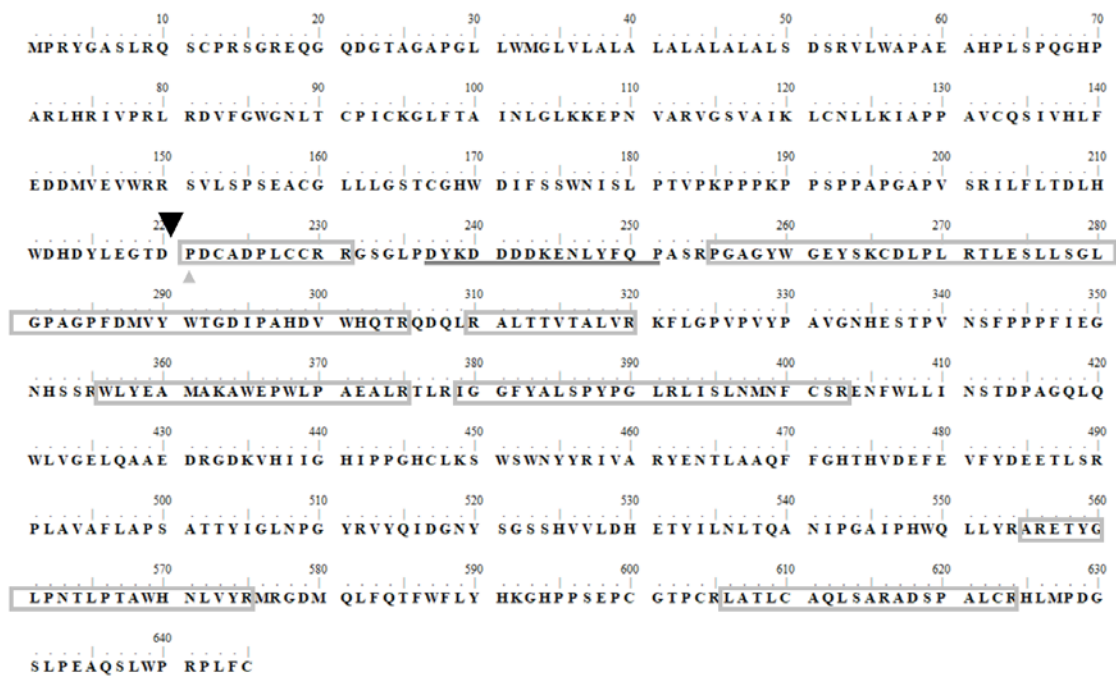 10 20 30 40 50 60 70
MPRYGASLRQ SCPRSGREQG QDGTAGAPGL LWMGLVLALA LALALALALS DSRVLWAPAE AHPLSPQGHP
80 90 100 110 120 130 140
ARLHRIVPRL RDVFGWGNLT CPICKGLFTA INLGLKKEPN VARVGSVAIK LCNLLKIAPP AVCQSIVHLF
150 160 170 180 190 200 210
EDDMVEVWRR SVLSPSEACG LLLGSTCGHW DIFSSWNISL PTVPKPPPKP PSPPAPGAPV SRILFLTDLH
230 240 250 260 270 280
WDHDYLEGTD PDCADPLCCRR GSGLPDYKD DDDKENLYFQ PASRPGAGYW GEYSKCDLPL RTLESLLSGL
290 300 310 320 330 340 350
GPAGPFDMVY WTGDIPAHDV WHQTRQDQLR ALTTVTALVR KFLGPVPVYP AVGNHESTPV NSFPPPFIEG
360 370 380 390 400 410 420
NHSSRWLYEA MAKAWEPWLP AEALRTLRIG GFYALSPYPG LRLISLNMNF CSRENFWLLI NSTDPAGQLQ
430 440 450 460 470 480 490
WLVGELQAAE DRGDKVHIIG HIPPGHCLKS WSWNYYRIVA RYENTLAAQF FGHTHVDEFE VFYDEETLSR
500 510 520 530 540 550 560
PLAVAFLAPS ATTYIGLNPG YRVYQIDGNY SGSSHVVLDH ETYILNLTQA NIPGAIPHWQ LLYRARETYG
570 580 590 600 610 620 630
LPNTLPTAWH NLVYRMRGDM QLFQTFWFLY HKGHPPSEPC GTPCRLATLC AQLSARADSP ALCRHLMPDG
640
SLPEAQSLWP RPLFC